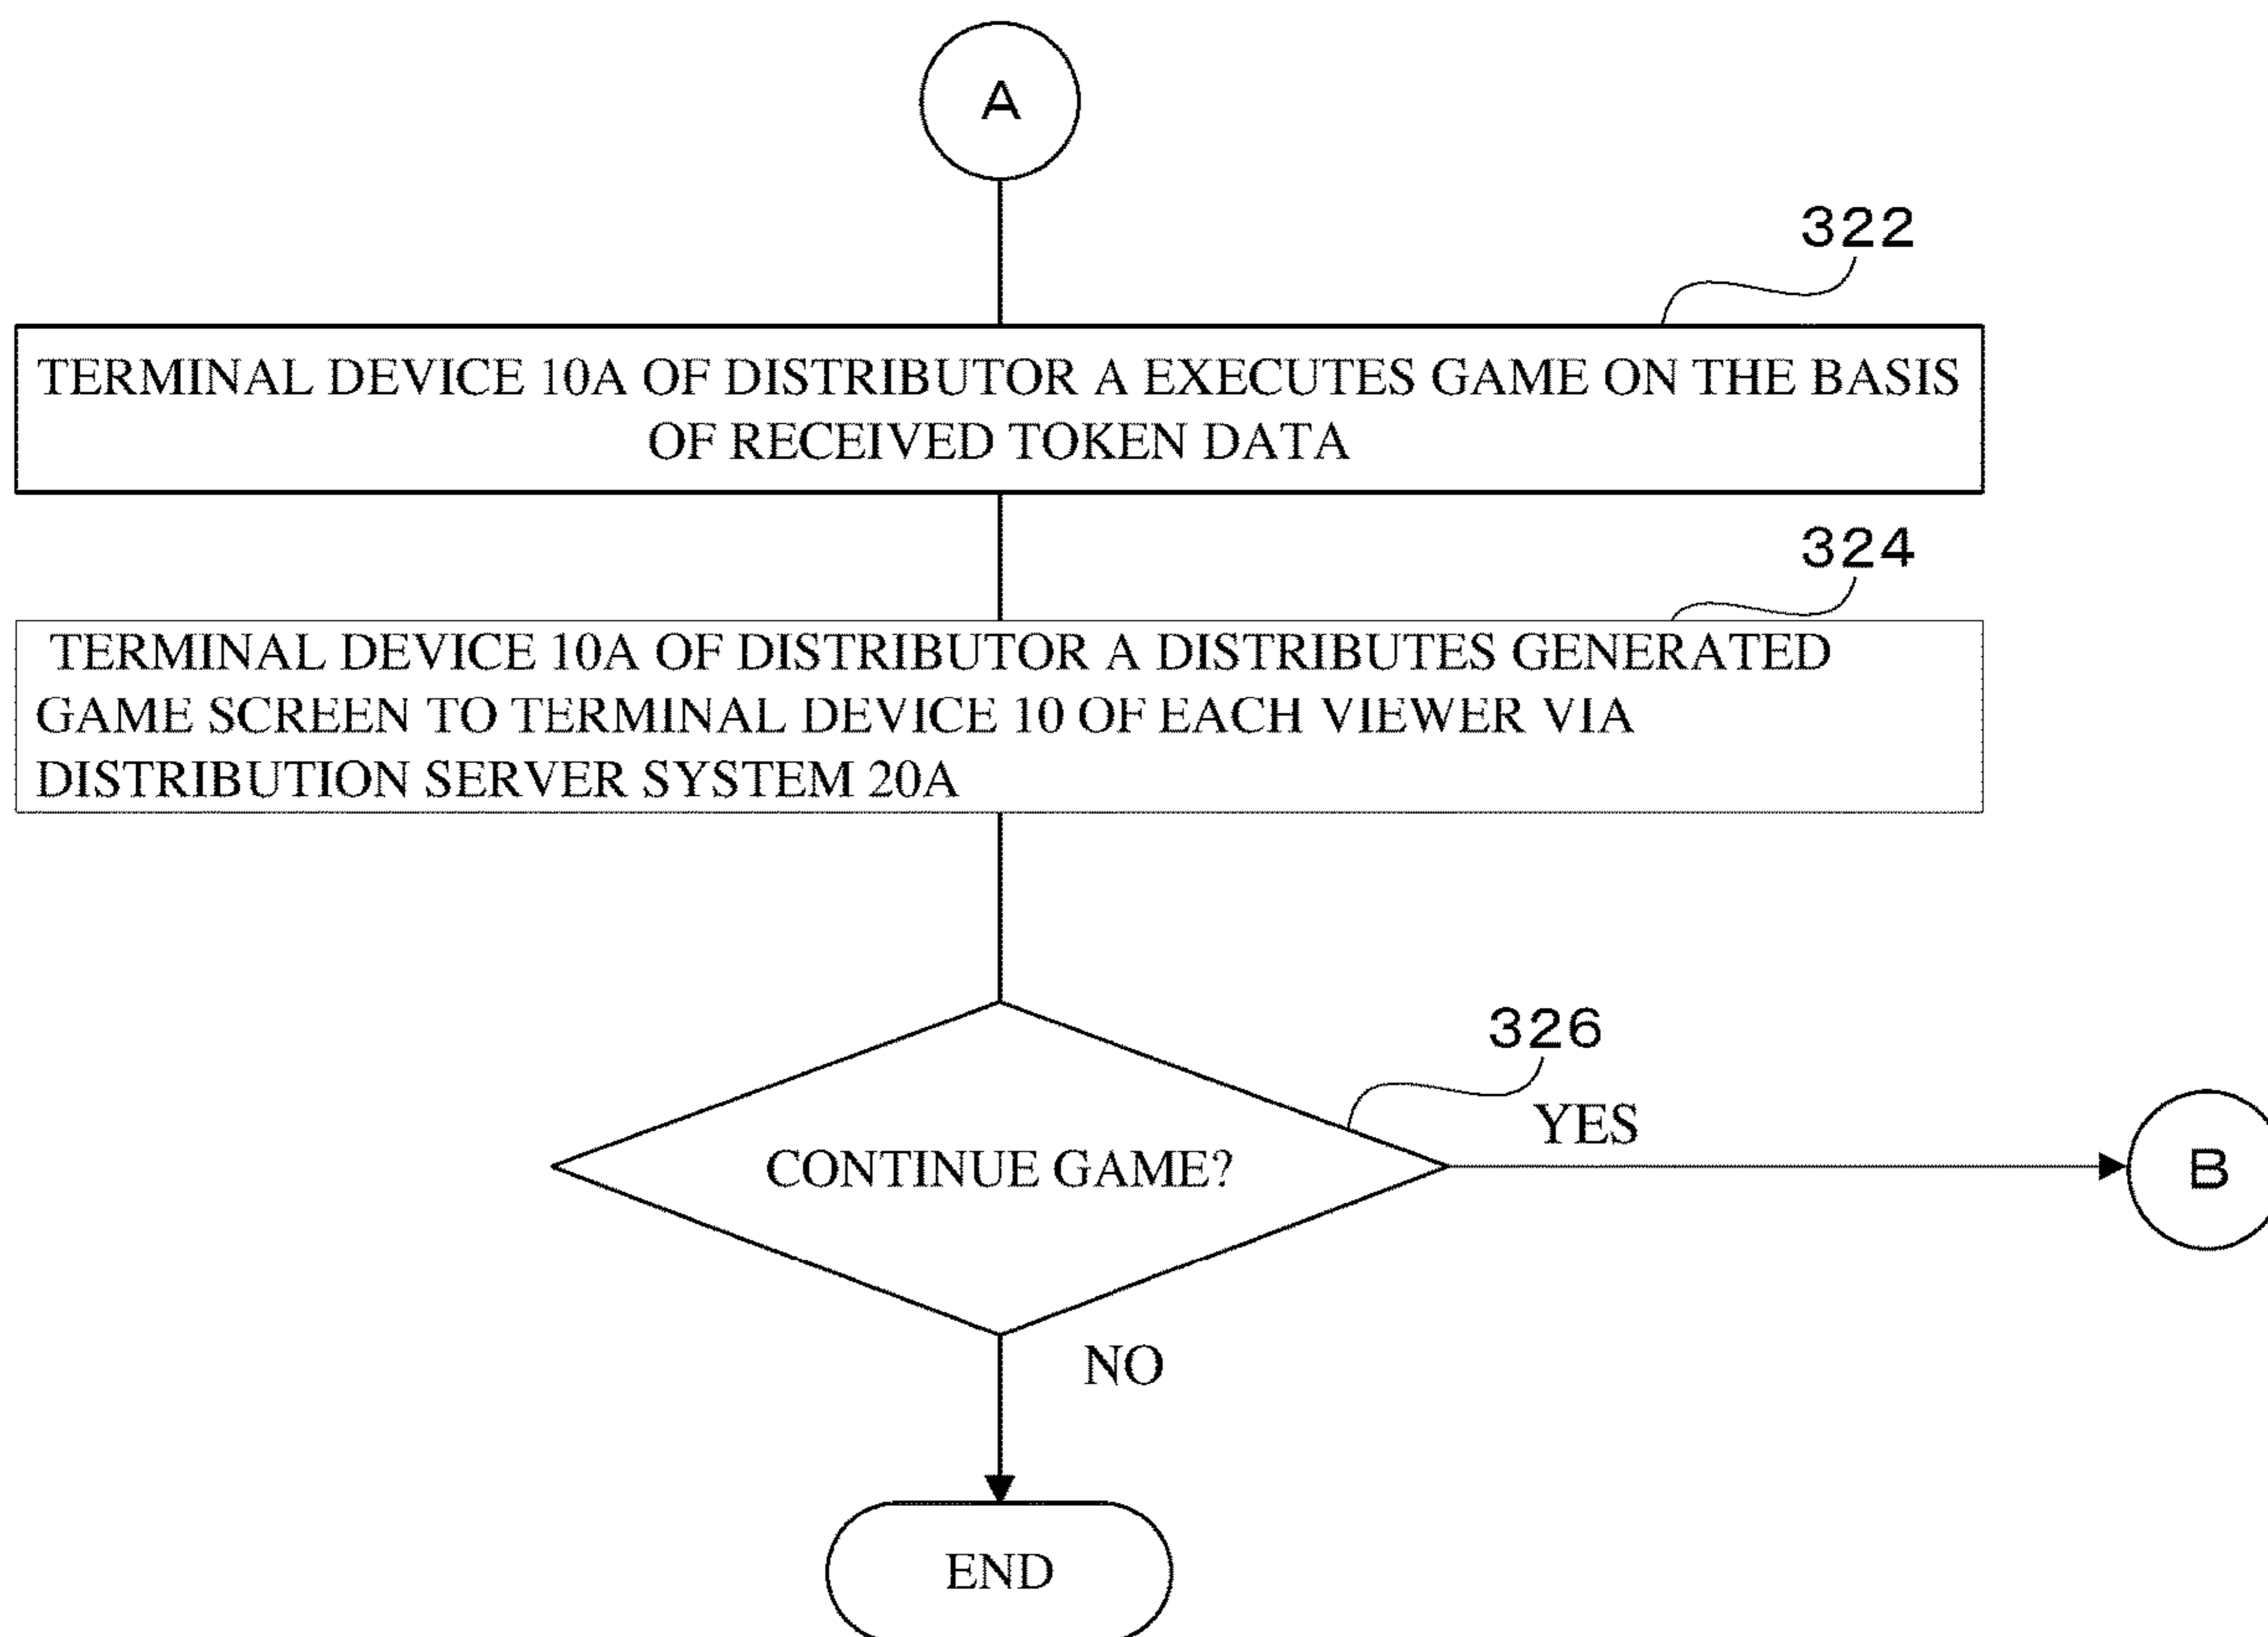 A
322
TERMINAL DEVICE 10A OF DISTRIBUTOR A EXECUTES GAME ON THE BASIS
OF RECEIVED TOKEN DATA
324
TERMINAL DEVICE 10A OF DISTRIBUTOR A DISTRIBUTES GENERATED
GAME SCREEN TO TERMINAL DEVICE 10 OF EACH VIEWER VIA
DISTRIBUTION SERVER SYSTEM 20A
326
YES
CONTINUE GAME?
B
NO
END